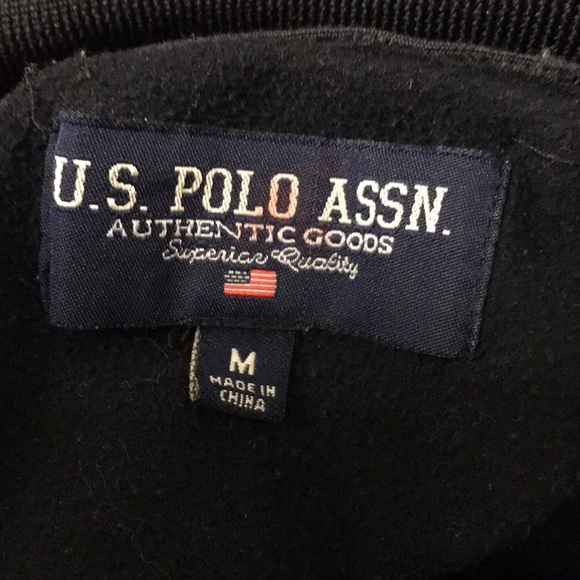 U.S. POLO ASSN.
AUTHENTIC GOODS
Superior Quality
M
MADE IN
CHINA